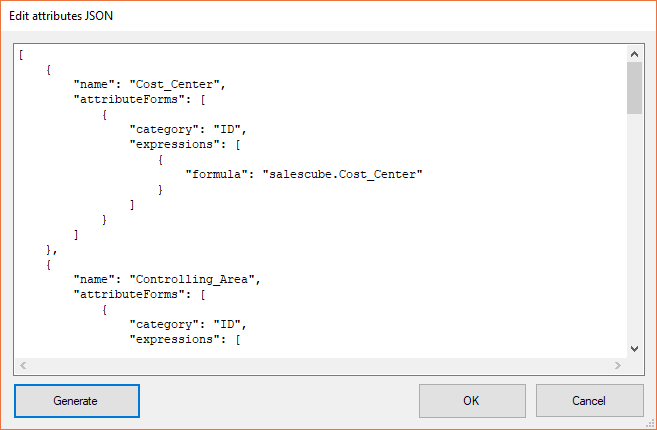 Edit attributes JSON
[
    {
        "name": "Cost_Center",
        "attributeForms": [
            {
                "category": "ID",
                "expressions": [
                    {
                        "formula": "salescube.Cost_Center"
                    }
                ]
            }
        ]
    },
    {
        "name": "Controlling_Area",
        "attributeForms": [
            {
                "category": "ID",
                "expressions": [
Generate
OK
Cancel